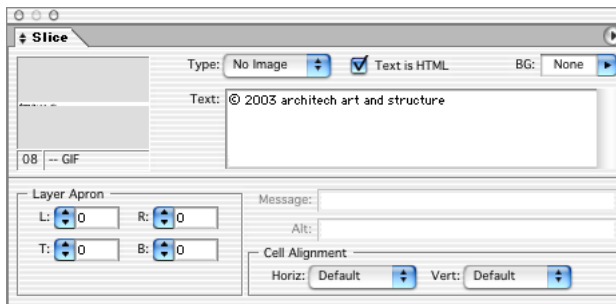 Slice
Type: No Image Text is HTML BG: None
Text: © 2003 architech art and structure
08 -- GIF
Layer Apron
L: 0 R: 0
T: 0 B: 0
Message:
Alt:
Cell Alignment
Horiz: Default Vert: Default